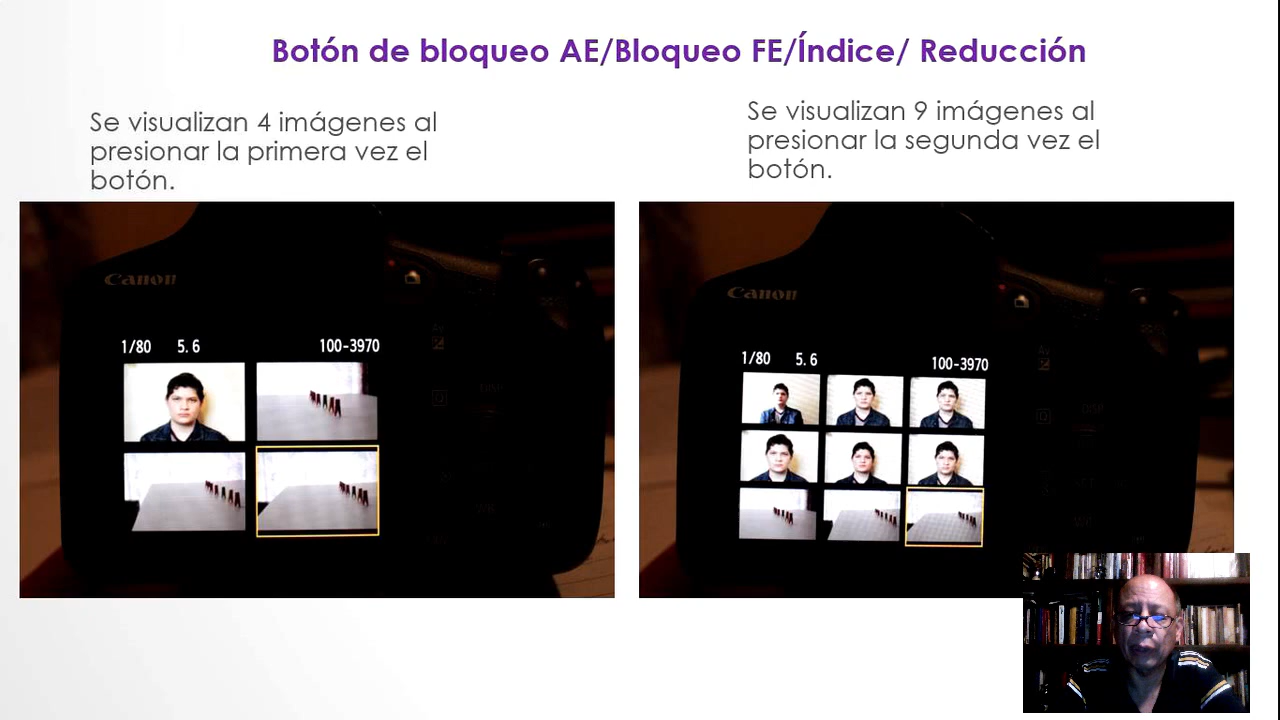 Botón de bloqueo AE/Bloqueo FE/Índice/ Reducción
Se visualizan 4 imágenes al
presionar la primera vez el
botón.
Se visualizan 9 imágenes al
presionar la segunda vez el
botón.
Canon
1/80 5.6 100-3970
Canon
1/80 5.6 100-3970